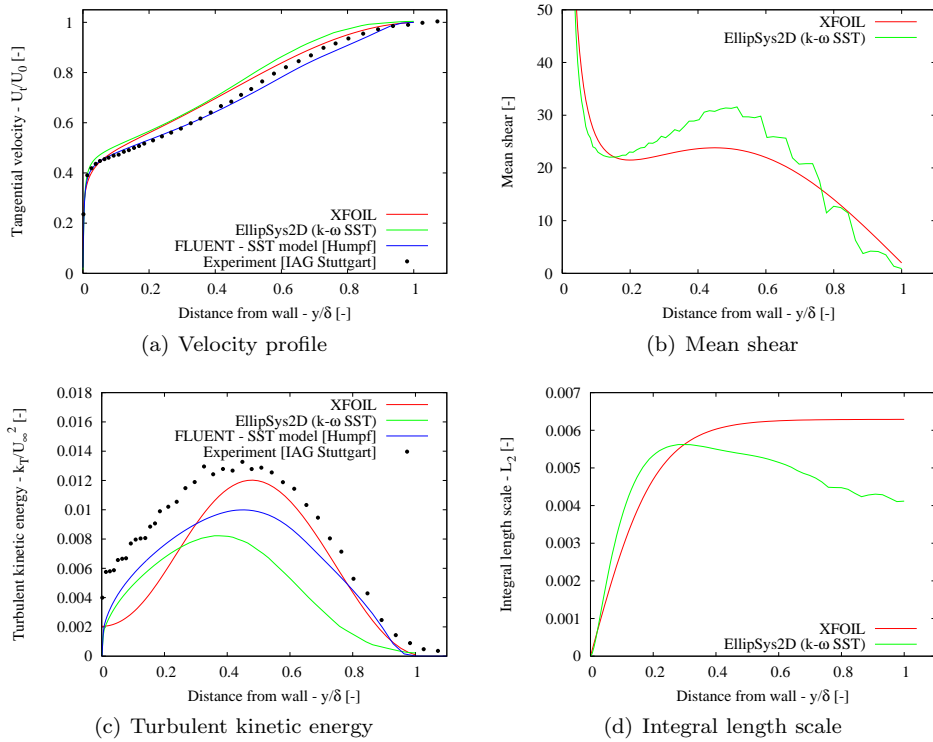 Tangential velocity - U_t/U_0 [-]
1
0.8
0.6
0.4
0.2
0
XFOIL
EllipSys2D (k-ω SST)
FLUENT - SST model [Humpf]
Experiment [IAG Stuttgart]
0 0.2 0.4 0.6 0.8 1
Distance from wall - y/δ [-]
(a) Velocity profile
Mean shear [-]
50
40
30
20
10
0
XFOIL
EllipSys2D (k-ω SST)
0 0.2 0.4 0.6 0.8 1
Distance from wall - y/δ [-]
(b) Mean shear
Turbulent kinetic energy - k_T/U_∞^2 [-]
0.018
0.016
0.014
0.012
0.01
0.008
0.006
0.004
0.002
0
XFOIL
EllipSys2D (k-ω SST)
FLUENT - SST model [Humpf]
Experiment [IAG Stuttgart]
0 0.2 0.4 0.6 0.8 1
Distance from wall - y/δ [-]
(c) Turbulent kinetic energy
Integral length scale - L_2 [-]
0.007
0.006
0.005
0.004
0.003
0.002
0.001
0
XFOIL
EllipSys2D (k-ω SST)
0 0.2 0.4 0.6 0.8 1
Distance from wall - y/δ [-]
(d) Integral length scale